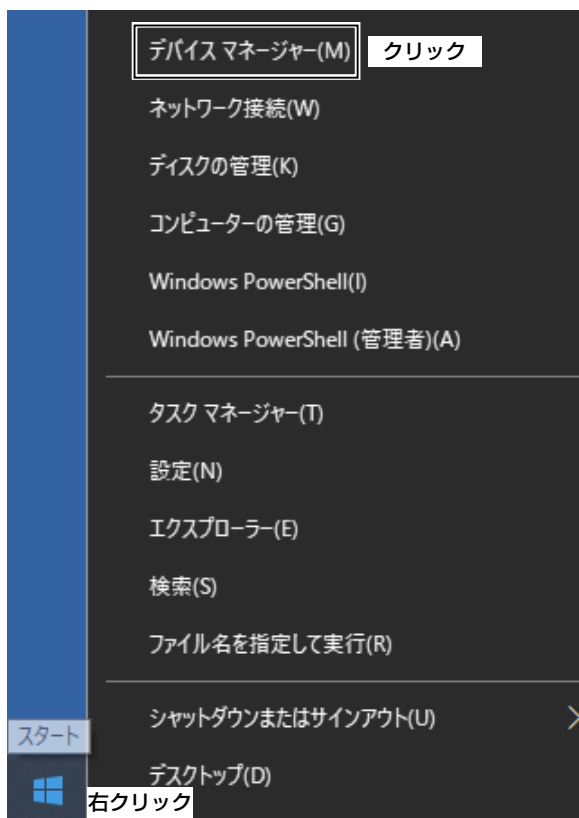 デバイス マネージャー(M)
クリック
ネットワーク接続(W)
ディスクの管理(K)
コンピューターの管理(G)
Windows PowerShell(I)
Windows PowerShell (管理者)(A)
タスク マネージャー(T)
設定(N)
エクスプローラー(E)
検索(S)
ファイル名を指定して実行(R)
シャットダウンまたはサインアウト(U)
スタート
デスクトップ(D)
右クリック